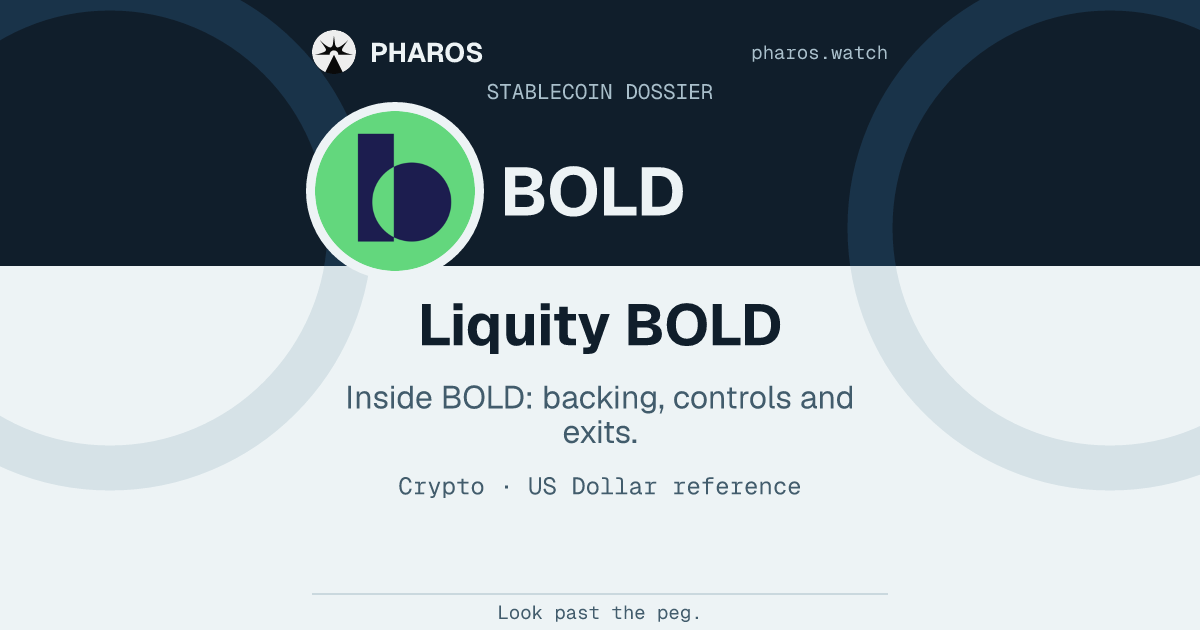 PHAROS
pharos.watch
STABLECOIN DOSSIER
b
BOLD
Liquity BOLD
Inside BOLD: backing, controls and
exits.
Crypto · US Dollar reference
Look past the peg.